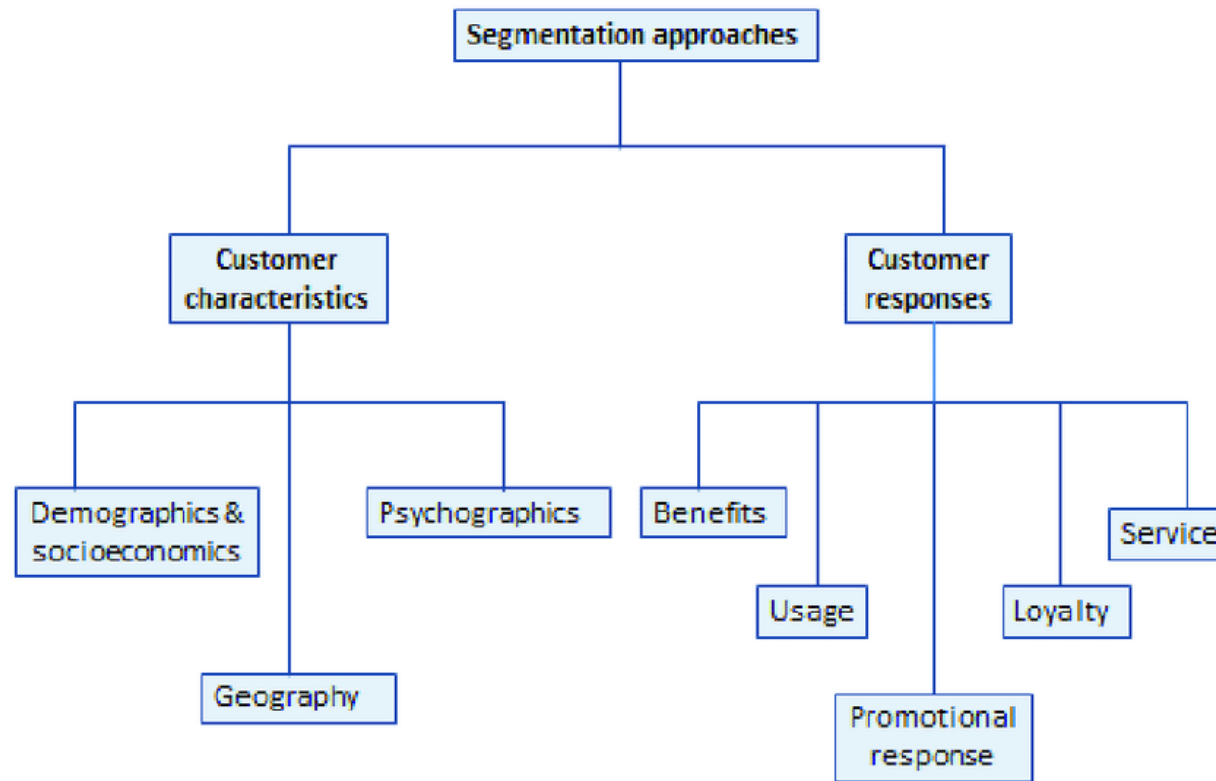 Segmentation approaches
Customer
characteristics
Customer
responses
Demographics &
socioeconomics
Psychographics
Benefits
Service
Usage
Loyalty
Geography
Promotional
response